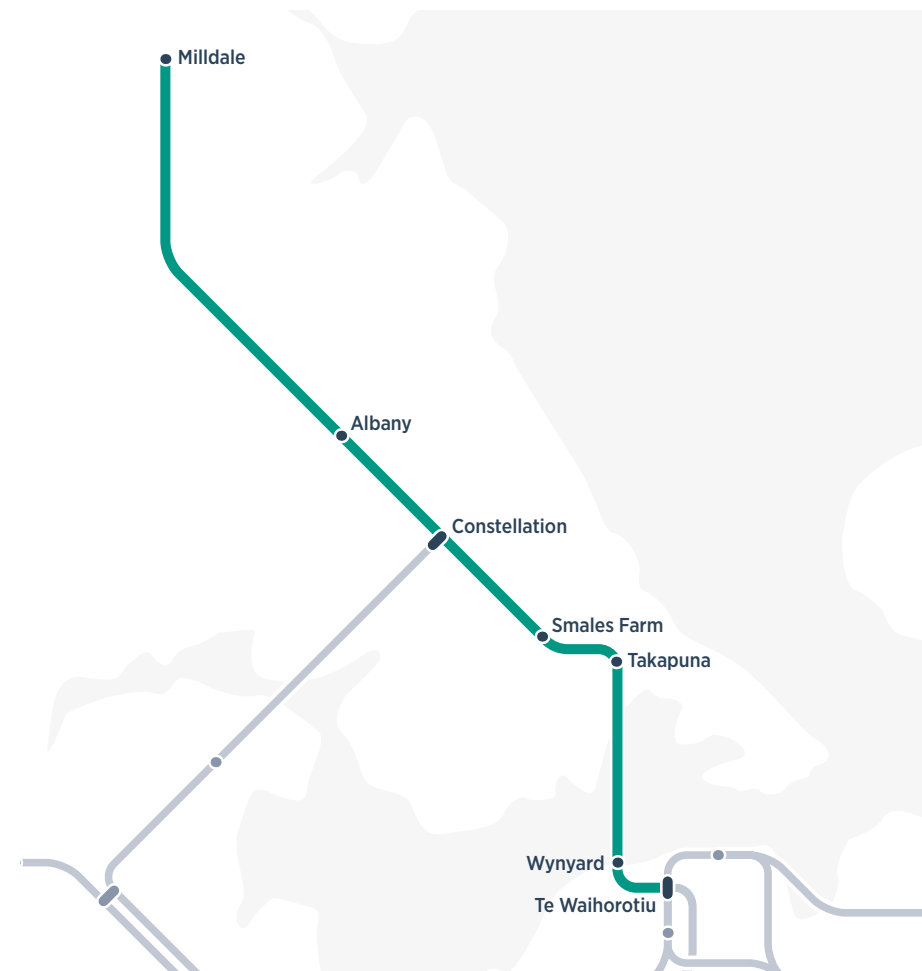 Milldale
Albany
Constellation
Smales Farm
Takapuna
Wynyard
Te Waihorotiu